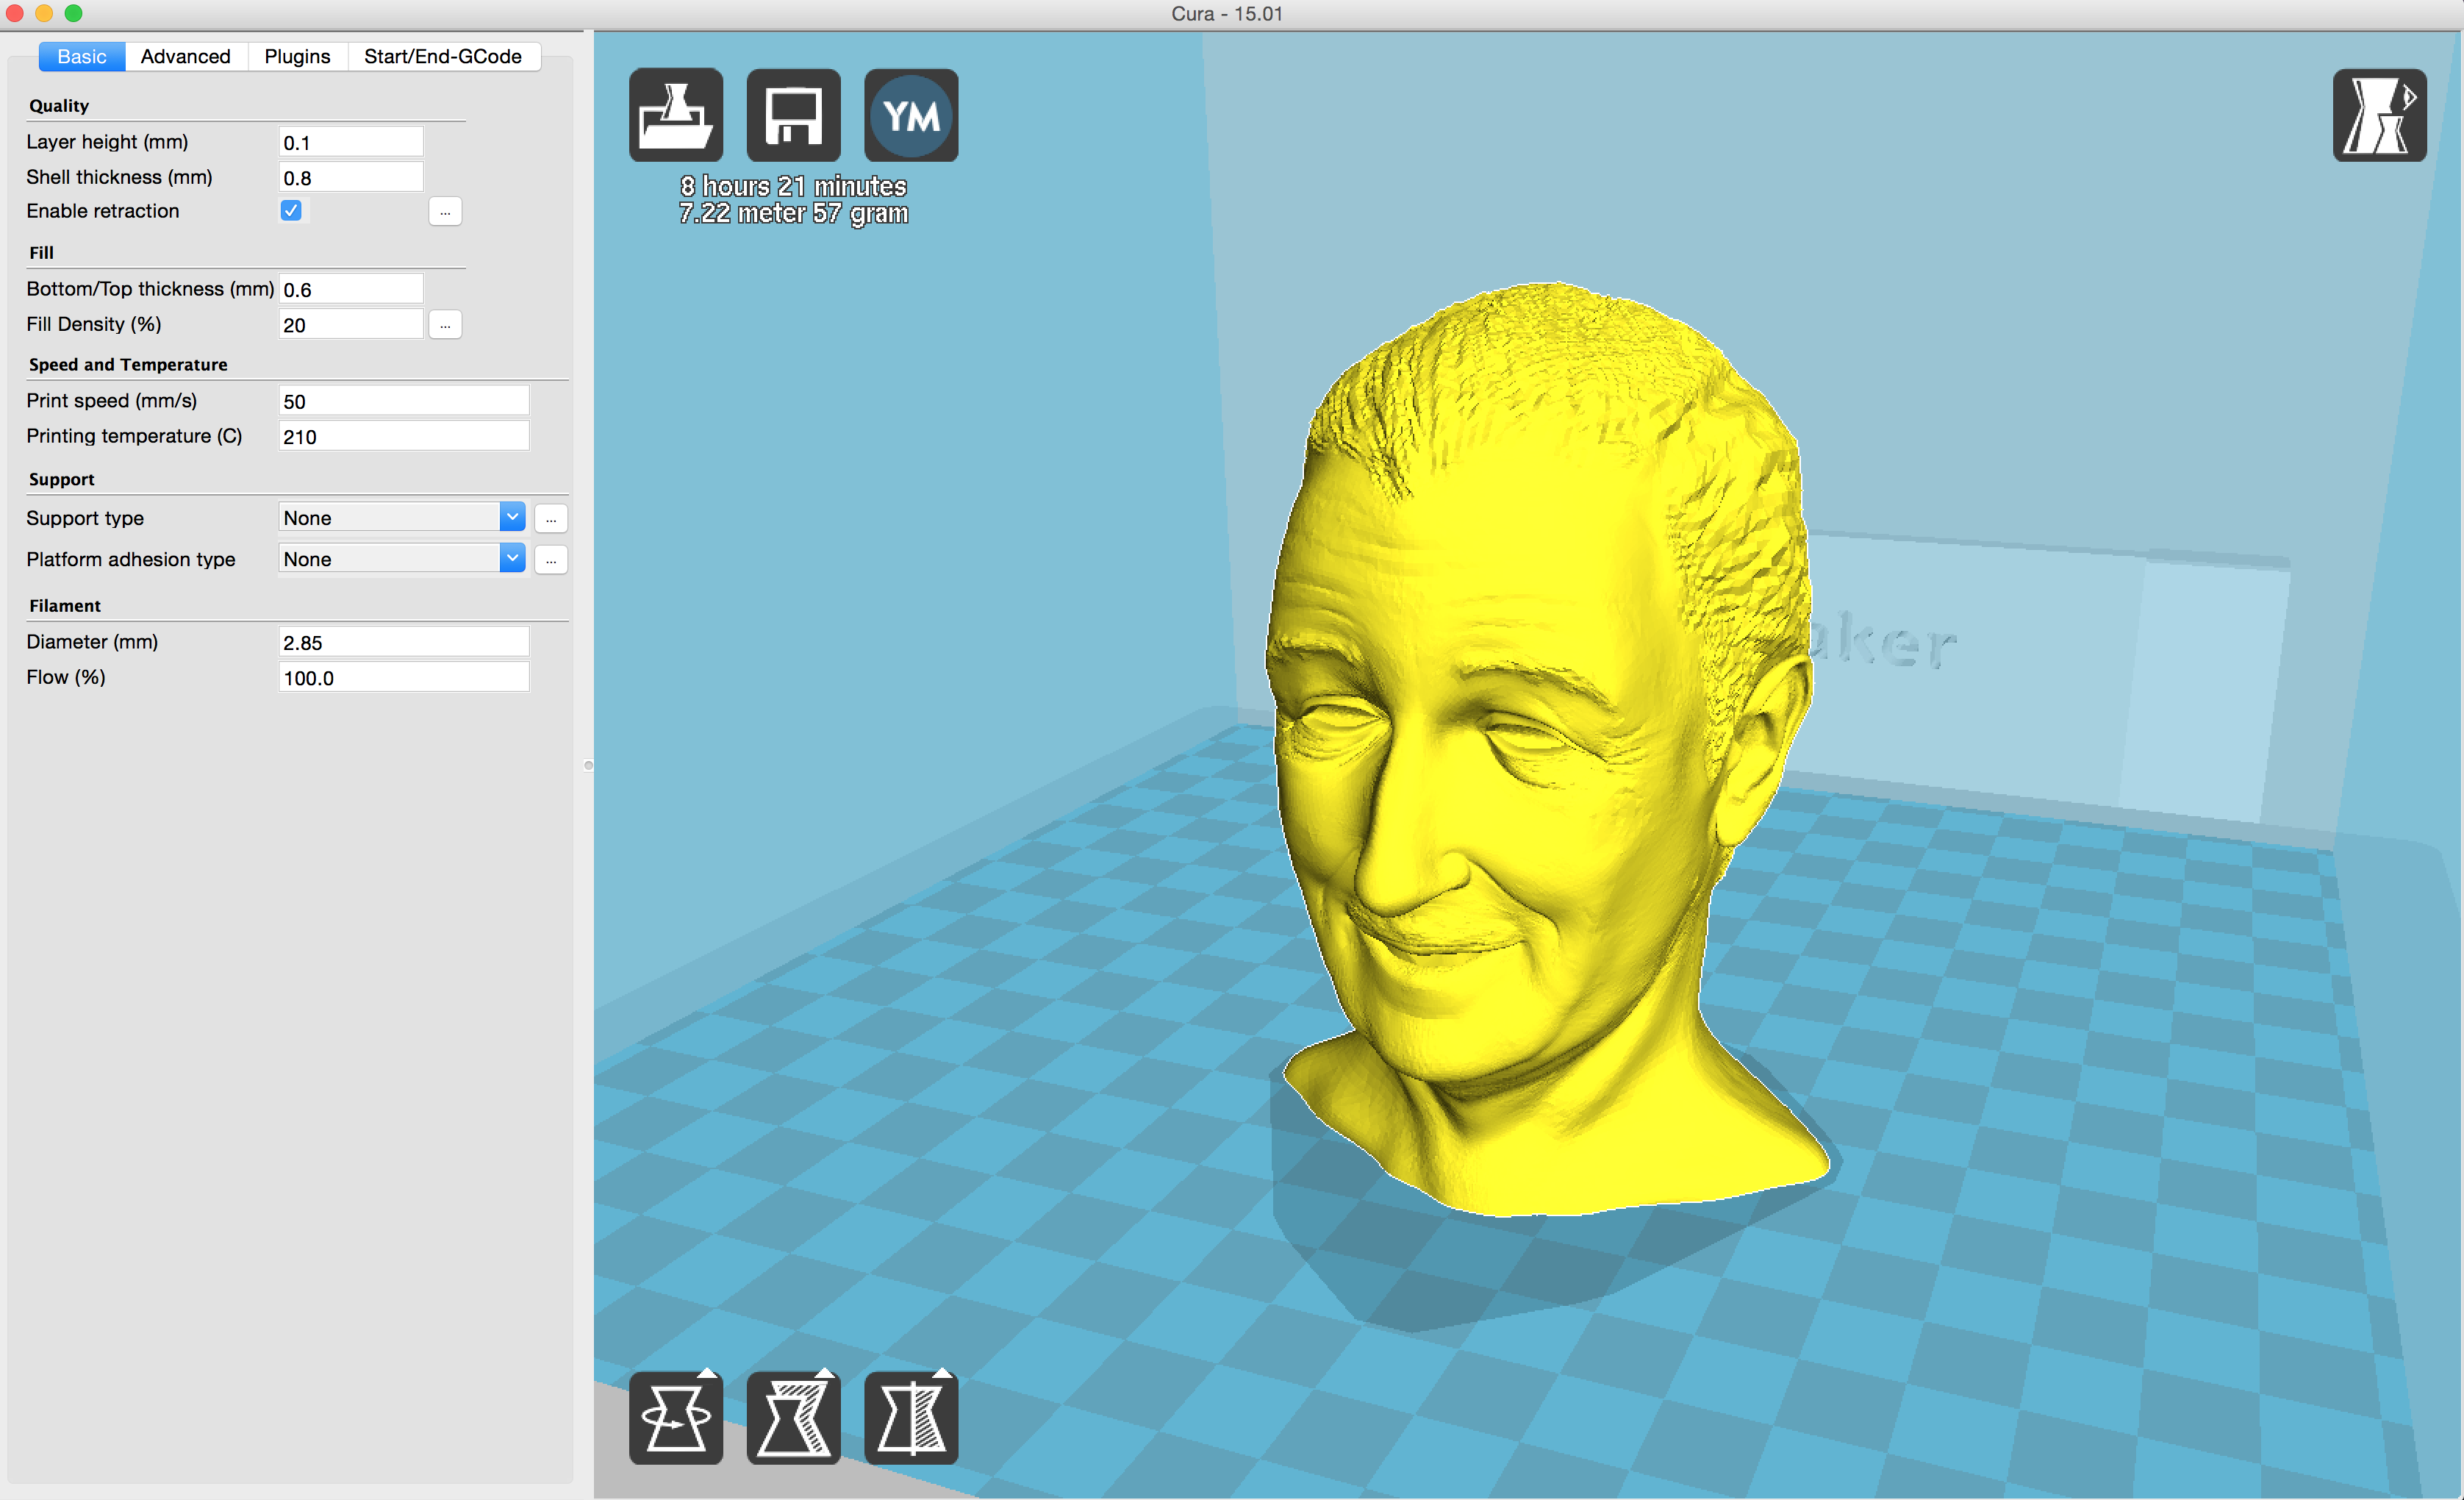 Cura - 15.01
Basic Advanced Plugins Start/End-GCode
Quality
Layer height (mm) 0.1
Shell thickness (mm) 0.8
Enable retraction ...
Fill
Bottom/Top thickness (mm) 0.6
Fill Density (%) 20 ...
Speed and Temperature
Print speed (mm/s) 50
Printing temperature (C) 210
Support
Support type None ...
Platform adhesion type None ...
Filament
Diameter (mm) 2.85
Flow (%) 100.0
YM
8 hours 21 minutes
7.22 meter 57 gram
aker